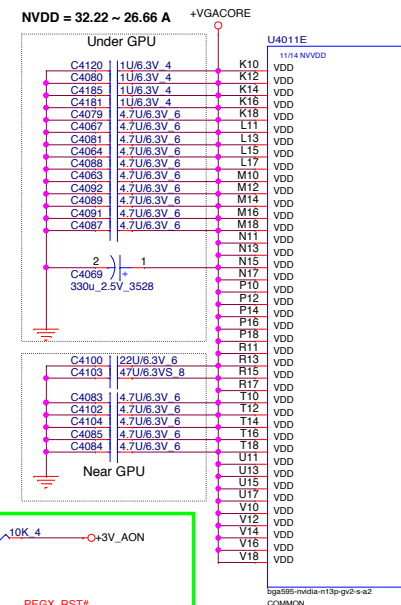 NVDD = 32.22 ~ 26.66 A
+VGACORE
Under GPU
U4011E
11/14 NVVDD
C4120 1U/6.3V_4 K10 VDD
C4080 1U/6.3V_4 K12 VDD
C4185 1U/6.3V_4 K14 VDD
C4181 1U/6.3V_4 K16 VDD
C4079 4.7U/6.3V_6 K18 VDD
C4067 4.7U/6.3V_6 L11 VDD
C4081 4.7U/6.3V_6 L13 VDD
C4064 4.7U/6.3V_6 L15 VDD
C4088 4.7U/6.3V_6 L17 VDD
C4063 4.7U/6.3V_6 M10 VDD
C4092 4.7U/6.3V_6 M12 VDD
C4089 4.7U/6.3V_6 M14 VDD
C4091 4.7U/6.3V_6 M16 VDD
C4087 4.7U/6.3V_6 M18 VDD
N11 VDD
N13 VDD
2 1 N15 VDD
+
C4069 N17 VDD
330u_2.5V_3528 P10 VDD
P12 VDD
P14 VDD
P16 VDD
P18 VDD
R11 VDD
C4100 22U/6.3V_6 R13 VDD
C4103 47U/6.3VS_8 R15 VDD
R17 VDD
C4083 4.7U/6.3V_6 T10 VDD
C4102 4.7U/6.3V_6 T12 VDD
C4104 4.7U/6.3V_6 T14 VDD
C4085 4.7U/6.3V_6 T16 VDD
C4084 4.7U/6.3V_6 T18 VDD
U11 VDD
Near GPU U13 VDD
U15 VDD
U17 VDD
V10 VDD
V12 VDD
V14 VDD
V16 VDD
V18 VDD
10K_4 +3V_AON
bga595-nvidia-n13p-gv2-s-a2
COMMON
PEGX_RST#